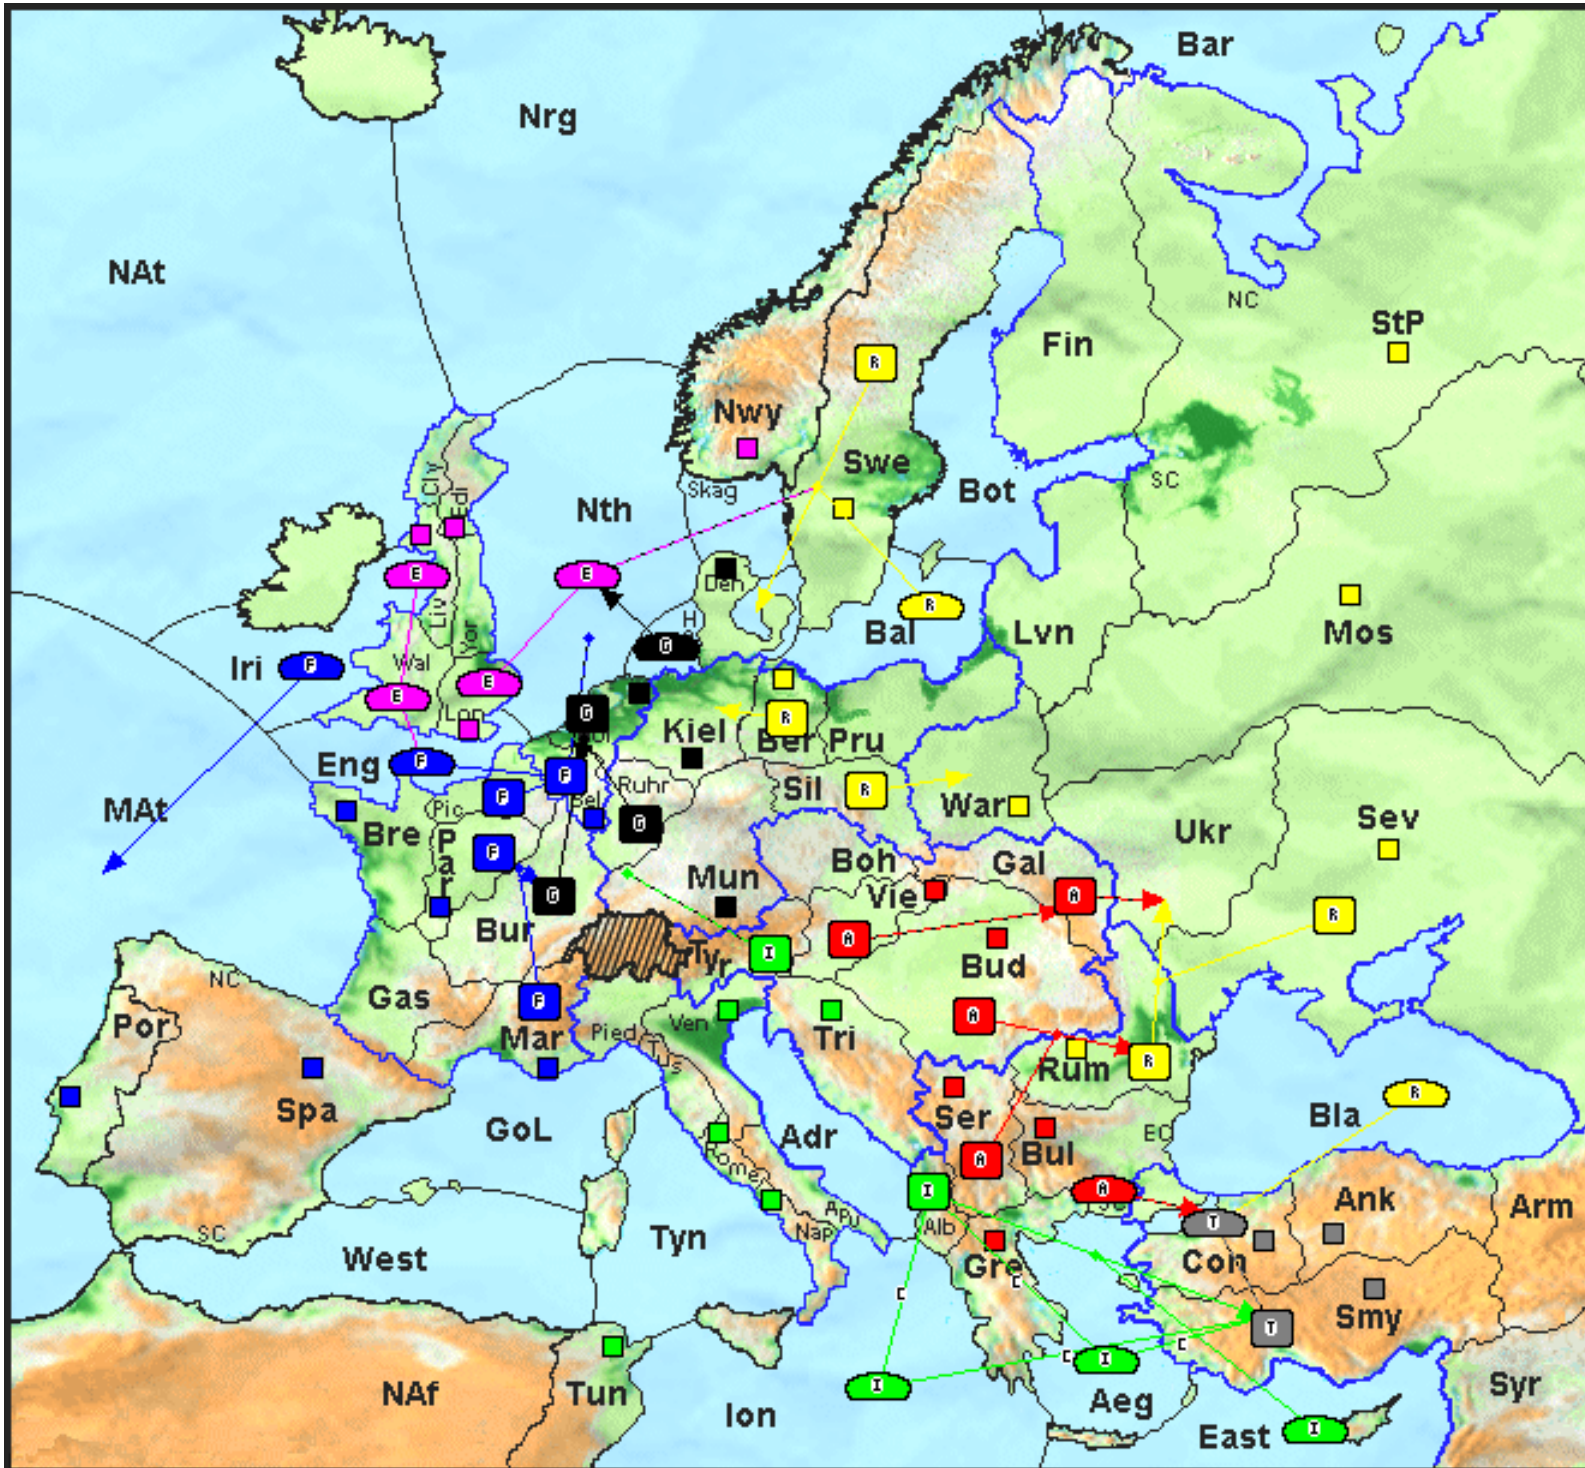 Bar
Nrg
NAt
NC
StP
Fin
R
Nwy
Swe
SC
Cly
Edi
Skag
Bot
Nth
E
E
Den
R
Mos
H
Bal
Lvn
Liv
Yor
Iri
F
Wal
G
E
E
Lon
G
R
Kiel
Ber
Pru
Eng
F
F
Ruhr
Sil
R
War
MAt
Pic
F
Bel
Bre
G
Ukr
Sev
Par
F
Boh
Gal
Mun
Vie
G
A
R
Bur
A
I
Tyr
Bud
NC
Gas
F
A
Por
Mar
Pied
Ven
Tri
Tus
Rum
R
Spa
Ser
R
Bla
GoL
Adr
EC
Bul
Rome
A
I
A
Ank
Arm
Apu
Alb
SC
Tyn
Nap
T
West
Gre
Con
C
C
Smy
T
C
C
I
I
NAf
Tun
Aeg
Syr
Ion
East
I